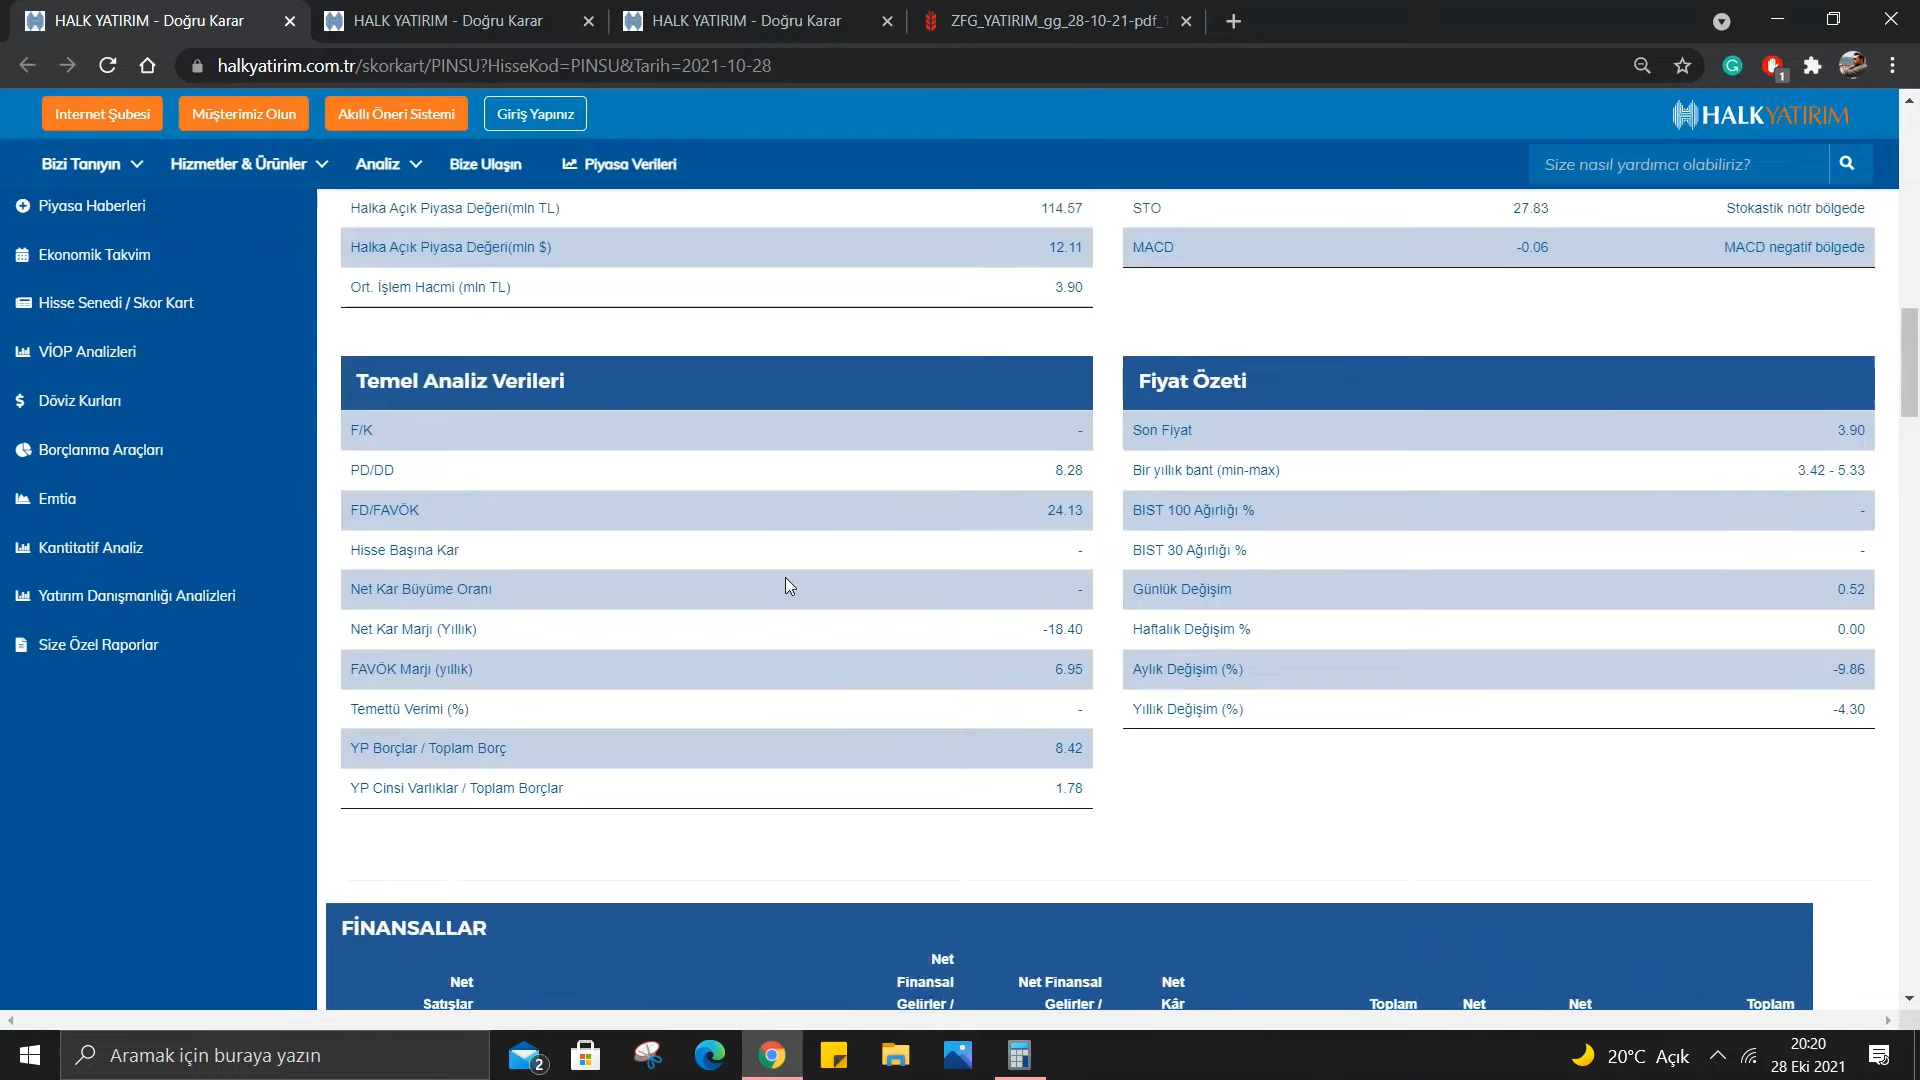 HALK YATIRIM - Doğru Karar
HALK YATIRIM - Doğru Karar
HALK YATIRIM - Doğru Karar
ZFG_YATIRIM_gg_28-10-21-pdf_
halkyatirim.com.tr/skorkart/PINSU?HisseKod=PINSU&Tarih=2021-10-28
1
Internet Şubesi
Müşterimiz Olun
Akıllı Öneri Sistemi
Giriş Yapınız
HALKYATIRIM
Bizi Tanıyın
Hizmetler & Ürünler
Analiz
Bize Ulaşın
Piyasa Verileri
Size nasıl yardımcı olabiliriz?
Piyasa Haberleri
Ekonomik Takvim
Hisse Senedi / Skor Kart
VİOP Analizleri
Döviz Kurları
Borçlanma Araçları
Emtia
Kantitatif Analiz
Yatırım Danışmanlığı Analizleri
Size Özel Raporlar
Halka Açık Piyasa Değeri(mln TL) 114.57
Halka Açık Piyasa Değeri(mln $) 12.11
Ort. İşlem Hacmi (mln TL) 3.90
STO 27.83 Stokastik nötr bölgede
MACD -0.06 MACD negatif bölgede
Temel Analiz Verileri
F/K -
PD/DD 8.28
FD/FAVÖK 24.13
Hisse Başına Kar -
Net Kar Büyüme Oranı -
Net Kar Marjı (Yıllık) -18.40
FAVÖK Marjı (yıllık) 6.95
Temettü Verimi (%) -
YP Borçlar / Toplam Borç 8.42
YP Cinsi Varlıklar / Toplam Borçlar 1.78
Fiyat Özeti
Son Fiyat 3.90
Bir yıllık bant (min-max) 3.42 - 5.33
BIST 100 Ağırlığı % -
BIST 30 Ağırlığı % -
Günlük Değişim 0.52
Haftalık Değişim % 0.00
Aylık Değişim (%) -9.86
Yıllık Değişim (%) -4.30
FİNANSALLAR
Net
Satışlar
Net
Finansal
Gelirler /
Net Finansal
Gelirler /
Net
Kâr
Toplam
Net
Net
Toplam
Aramak için buraya yazın
2
20°C Açık
20:20
28 Eki 2021